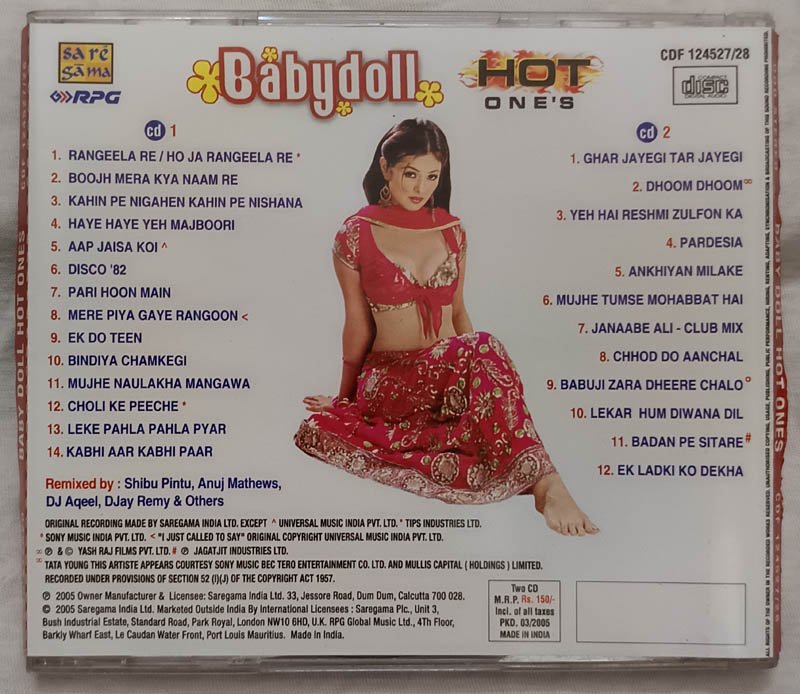 sa rē
gāma
RPG
Babydoll
HOT
ONE'S
CDF 124527/28
COMPACT
disc
DIGITAL AUDIO
cd 1
1. RANGEELA RE / HO JA RANGEELA RE *
2. BOOJH MERA KYA NAAM RE
3. KAHIN PE NIGAHEN KAHIN PE NISHANA
4. HAYE HAYE YEH MAJBOORI
5. AAP JAISA KOI ^
6. DISCO '82
7. PARI HOON MAIN
8. MERE PIYA GAYE RANGOON <
9. EK DO TEEN
10. BINDIYA CHAMKEGI
11. MUJHE NAULAKHA MANGAWA
12. CHOLI KE PEECHE *
13. LEKE PAHLA PAHLA PYAR
14. KABHI AAR KABHI PAAR
cd 2
1. GHAR JAYEGI TAR JAYEGI
2. DHOOM DHOOM∞
3. YEH HAI RESHMI ZULFON KA
4. PARDESIA
5. ANKHIYAN MILAKE
6. MUJHE TUMSE MOHABBAT HAI
7. JANAABE ALI - CLUB MIX
8. CHHOD DO AANCHAL
9. BABUJI ZARA DHEERE CHALO°
10. LEKAR HUM DIWANA DIL
11. BADAN PE SITARE#
12. EK LADKI KO DEKHA
Remixed by : Shibu Pintu, Anuj Mathews,
DJ Aqeel, DJay Remy & Others
ORIGINAL RECORDING MADE BY SAREGAMA INDIA LTD. EXCEPT ^ UNIVERSAL MUSIC INDIA PVT. LTD. * TIPS INDUSTRIES LTD.
° SONY MUSIC INDIA PVT. LTD. < "I JUST CALLED TO SAY" ORIGINAL COPYRIGHT UNIVERSAL MUSIC INDIA PVT. LTD.
∞ ℗ & © YASH RAJ FILMS PVT. LTD. # ℗ JAGATJIT INDUSTRIES LTD.
∞ TATA YOUNG THIS ARTISTE APPEARS COURTESY SONY MUSIC BEC TERO ENTERTAINMENT CO. LTD. AND MULLIS CAPITAL ( HOLDINGS ) LIMITED.
RECORDED UNDER PROVISIONS OF SECTION 52 (I)(J) OF THE COPYRIGHT ACT 1957.
℗ 2005 Owner Manufacturer & Licensee: Saregama India Ltd. 33, Jessore Road, Dum Dum, Calcutta 700 028.
© 2005 Saregama India Ltd. Marketed Outside India By International Licensees : Saregama Plc., Unit 3,
Bush Industrial Estate, Standard Road, Park Royal, London NW10 6HD, U.K. RPG Global Music Ltd., 4Th Floor,
Barkly Wharf East, Le Caudan Water Front, Port Louis Mauritius. Made in India.
Two CD
M.R.P. Rs. 150/-
Incl. of all taxes
PKD. 03/2005
MADE IN INDIA
BABY DOLL HOT ONES
CDF 124527/28
BABY DOLL HOT ONES
CDF 124527/28